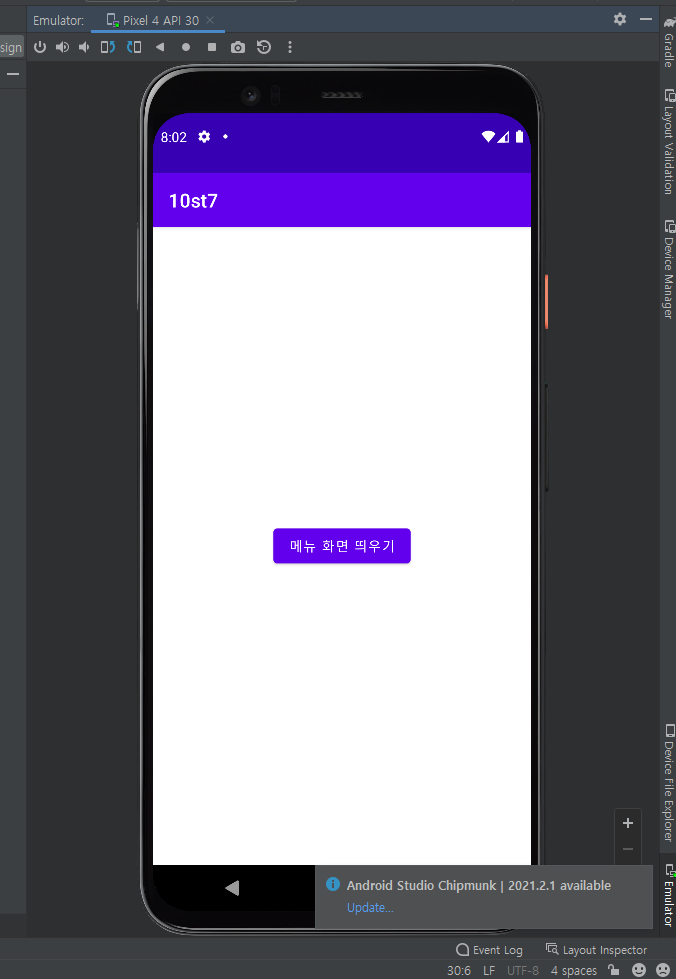 Emulator:
Pixel 4 API 30
sign
Gradle
Layout Validation
Device Manager
8:02
10st7
메뉴 화면 띄우기
Device File Explorer
Emulator
Android Studio Chipmunk | 2021.2.1 available
Update...
Event Log
Layout Inspector
30:6
LF
UTF-8
4 spaces